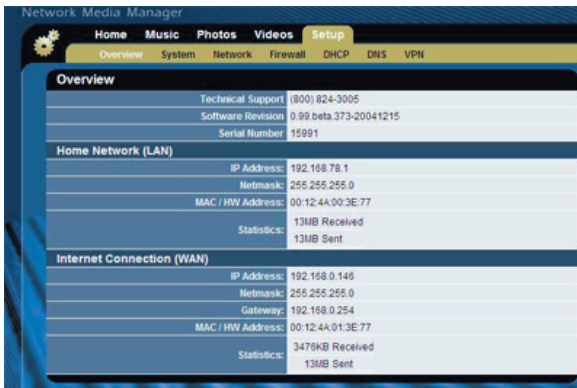 Network Media Manager
Home Music Photos Videos Setup
Overview System Network Firewall DHCP DNS VPN
Overview
Technical Support (800) 824-3005
Software Revision 0.99.beta.373-20041215
Serial Number 15991
Home Network (LAN)
IP Address: 192.168.78.1
Netmask: 255.255.255.0
MAC / HW Address: 00:12:4A:00:3E:77
Statistics: 13MB Received
13MB Sent
Internet Connection (WAN)
IP Address: 192.168.0.146
Netmask: 255.255.255.0
Gateway: 192.168.0.254
MAC / HW Address: 00:12:4A:01:3E:77
Statistics: 3476KB Received
13MB Sent